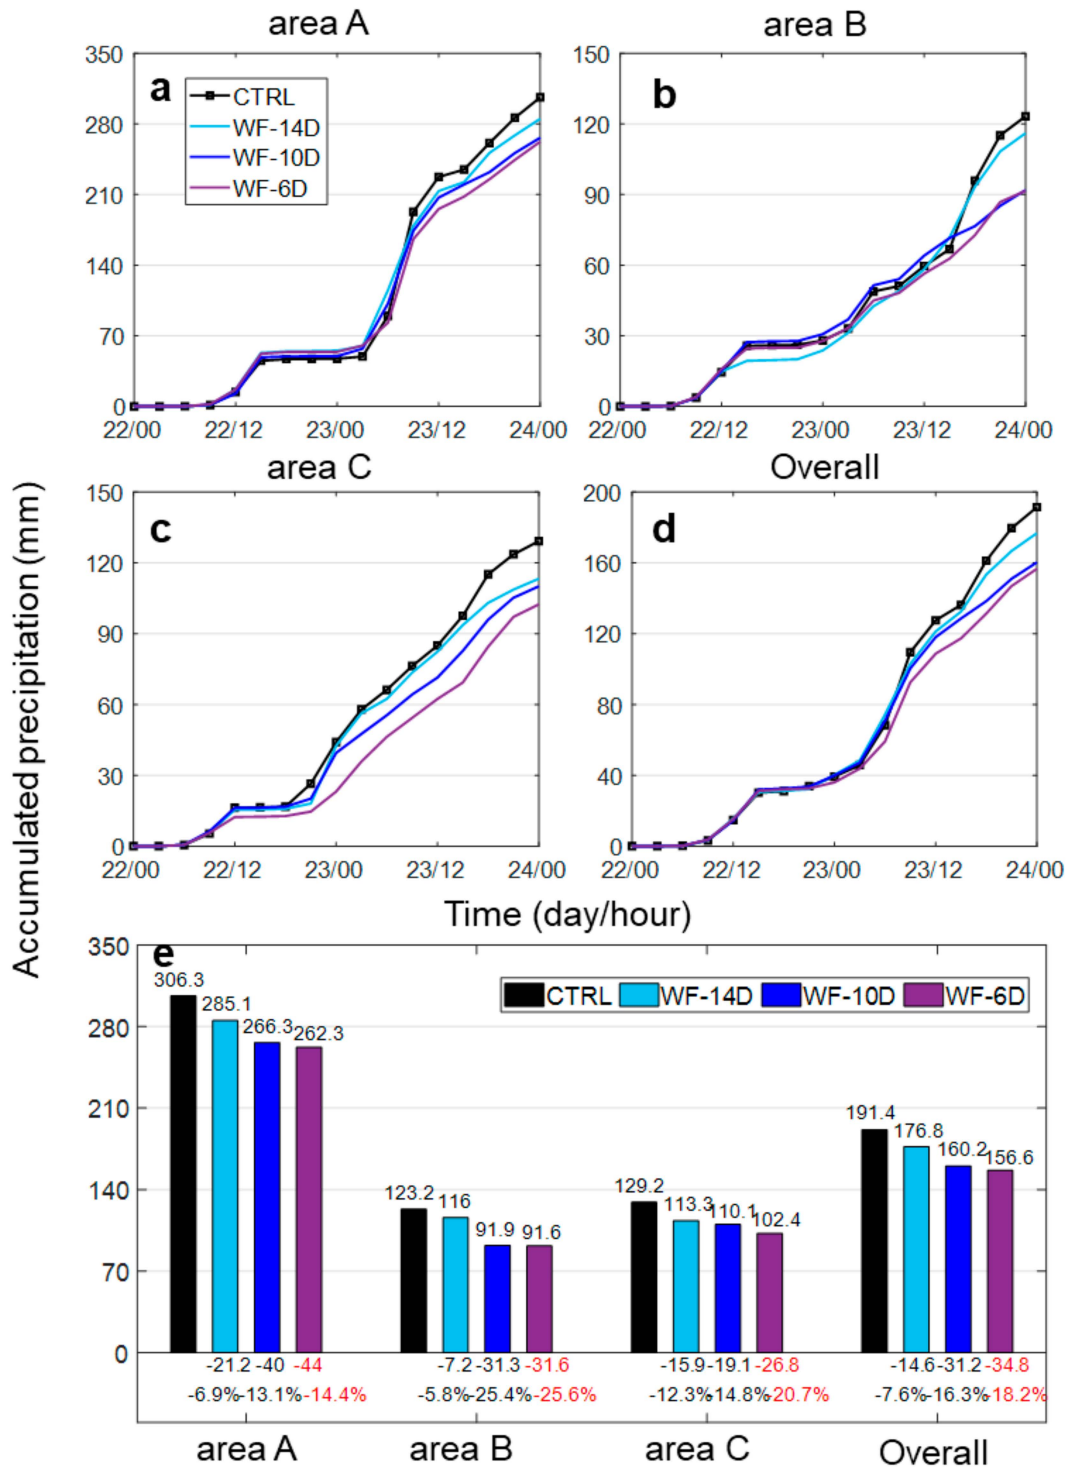 area A
area B
350
280
210
140
70
0
a
CTRL
WF-14D
WF-10D
WF-6D
22/00
22/12
23/00
23/12
24/00
150
120
90
60
30
0
b
22/00
22/12
23/00
23/12
24/00
area C
Overall
150
120
90
60
30
0
c
22/00
22/12
23/00
23/12
24/00
200
160
120
80
40
0
d
22/00
22/12
23/00
23/12
24/00
Accumulated precipitation (mm)
Time (day/hour)
e
350
280
210
140
70
0
CTRL WF-14D WF-10D WF-6D
306.3 285.1 266.3 262.3
123.2 116 91.9 91.6
129.2 113.3 110.1 102.4
191.4 176.8 160.2 156.6
-21.2 -40 -44 -7.2 -31.3 -31.6 -15.9 -19.1 -26.8 -14.6 -31.2 -34.8
-6.9% -13.1% -14.4% -5.8% -25.4% -25.6% -12.3% -14.8% -20.7% -7.6% -16.3% -18.2%
area A area B area C Overall